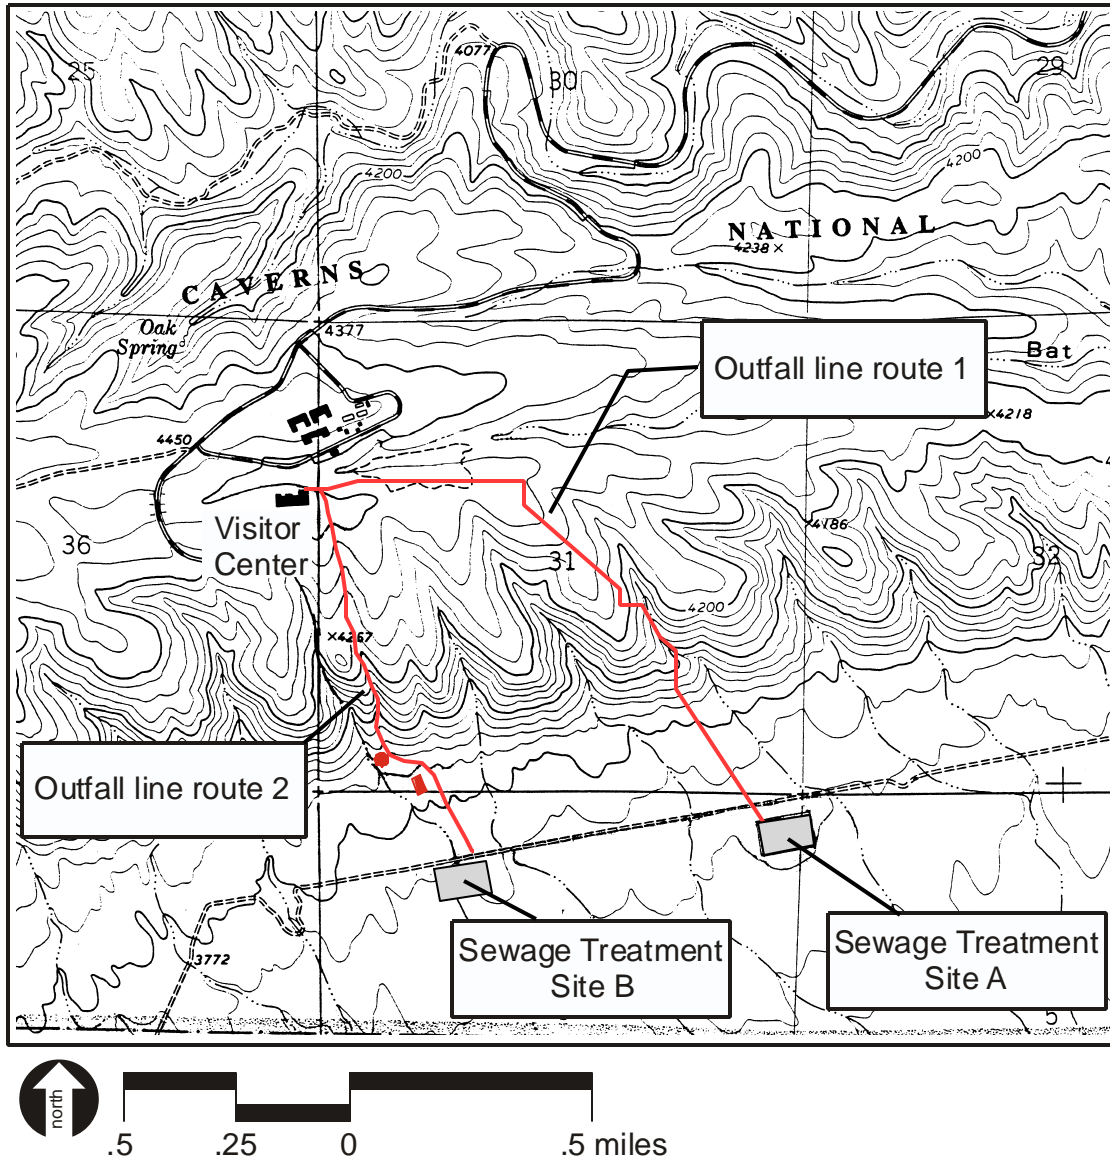 25
4077
30
29
4200
4200
NATIONAL
4238 ×
CAVERNS
Oak
Spring
4377
Bat
Outfall line route 1
×4218
4450
4
Visitor
Center
36
4186
31
32
4200
×4267
Outfall line route 2
Sewage Treatment
Site B
Sewage Treatment
Site A
3772
5
north
.5
.25
0
.5 miles